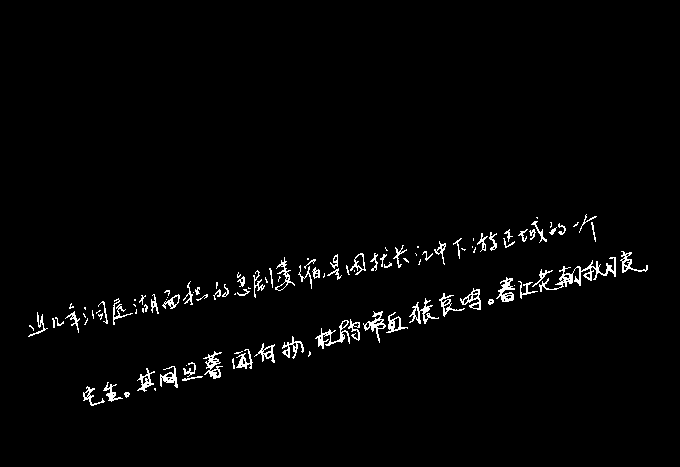 近几年洞庭湖面积的急剧萎缩,是困扰长江中下游区域的一个
宅生。其间旦暮闻何物,杜鹃啼血猿哀鸣。春江花朝秋月夜,